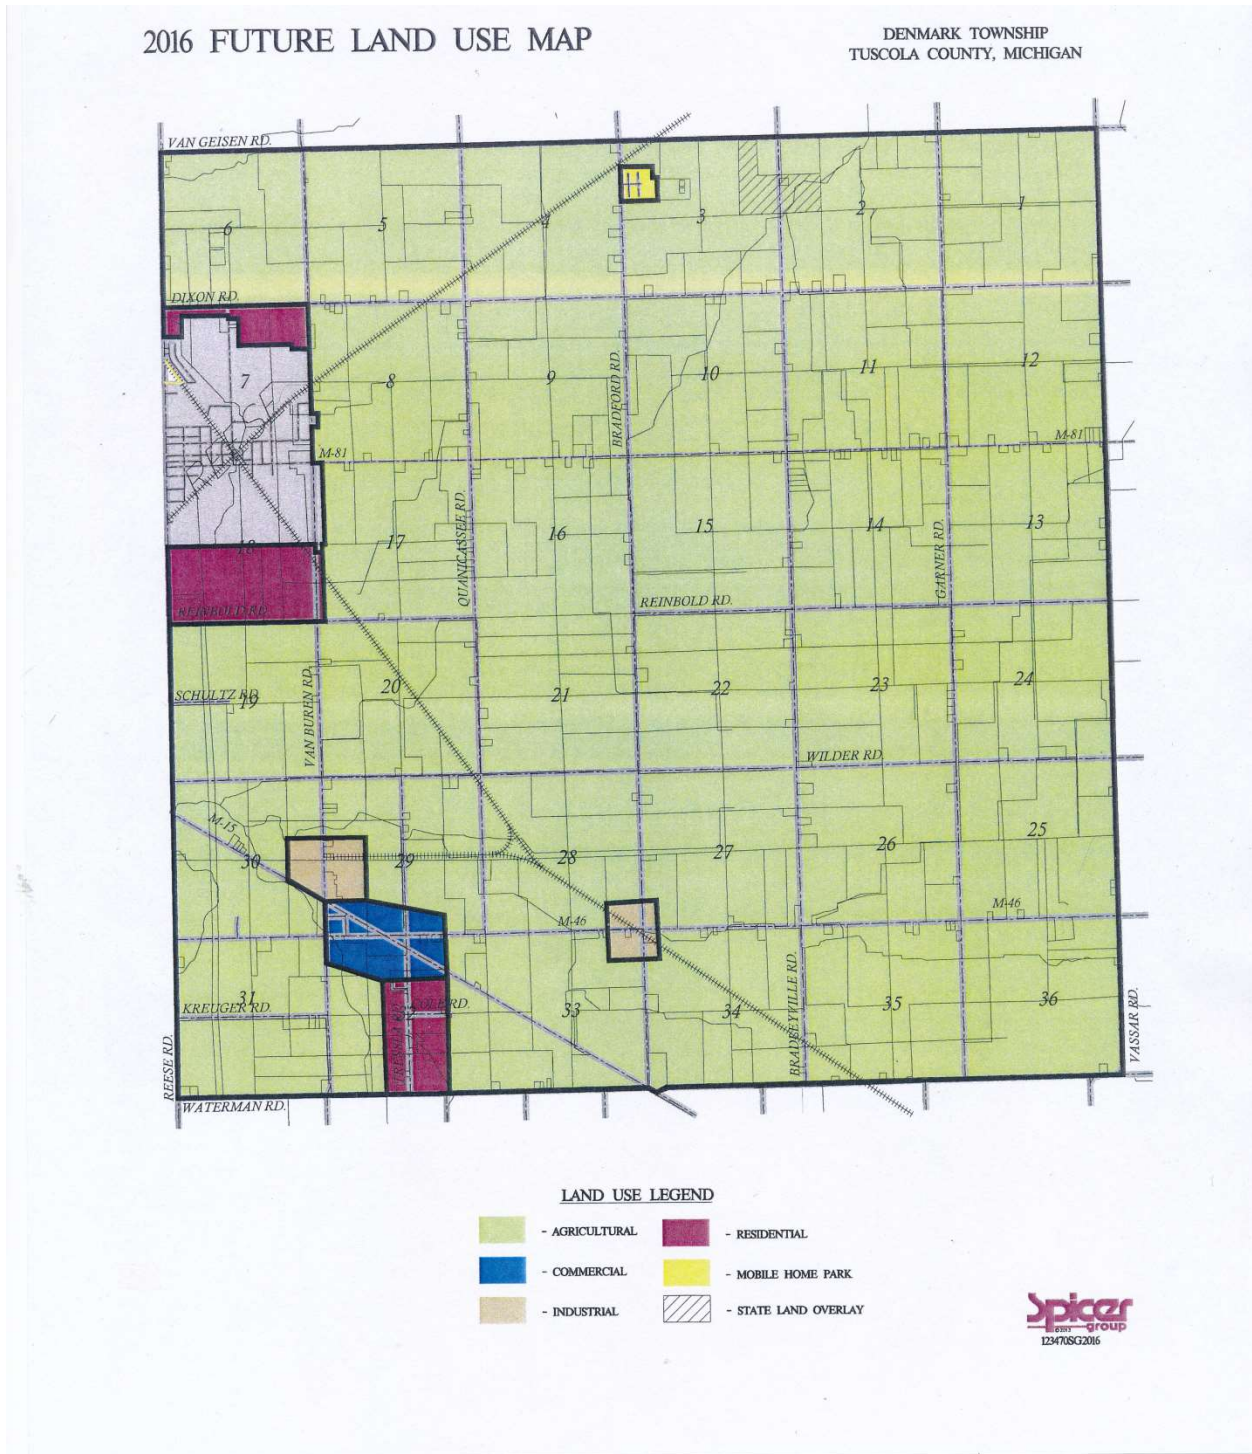 2016 FUTURE LAND USE MAP
DENMARK TOWNSHIP
TUSCOLA COUNTY, MICHIGAN
VAN GEISEN RD.
6
5
4
3
2
1
DIXON RD.
7
8
9
BRADFORD RD.
10
11
12
M-81
M-81
18
17
QUANICASSEE RD.
16
15
14
GARNER RD.
13
REINBOLD RD.
REINBOLD RD.
SCHULTZ RD.
19
VAN BUREN RD.
20
21
22
23
24
WILDER RD.
M-15
30
29
28
27
26
25
M-46
M-46
31
KREUGER RD.
COLE RD.
33
34
BRADLEYVILLE RD.
35
36
REESE RD.
VASSAR RD.
WATERMAN RD.
LAND USE LEGEND
- AGRICULTURAL
- RESIDENTIAL
- COMMERCIAL
- MOBILE HOME PARK
- INDUSTRIAL
- STATE LAND OVERLAY
Spicer
group
123470SG2016